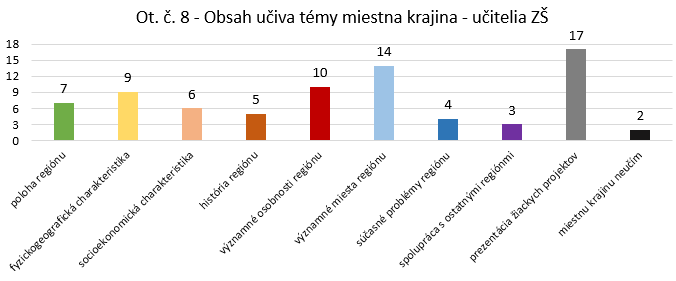 Ot. č. 8 - Obsah učiva témy miestna krajina - učitelia ZŠ
18
15
12
9
6
3
0
7
9
6
5
10
14
4
3
17
2
poloha regiónu
fyzickogeografická charakteristika
socioekonomická charakteristika
história regiónu
významné osobnosti regiónu
významné miesta regiónu
súčasné problémy regiónu
spolupráca s ostatnými regiónmi
prezentácia žiackych projektov
miestnu krajinu neučím